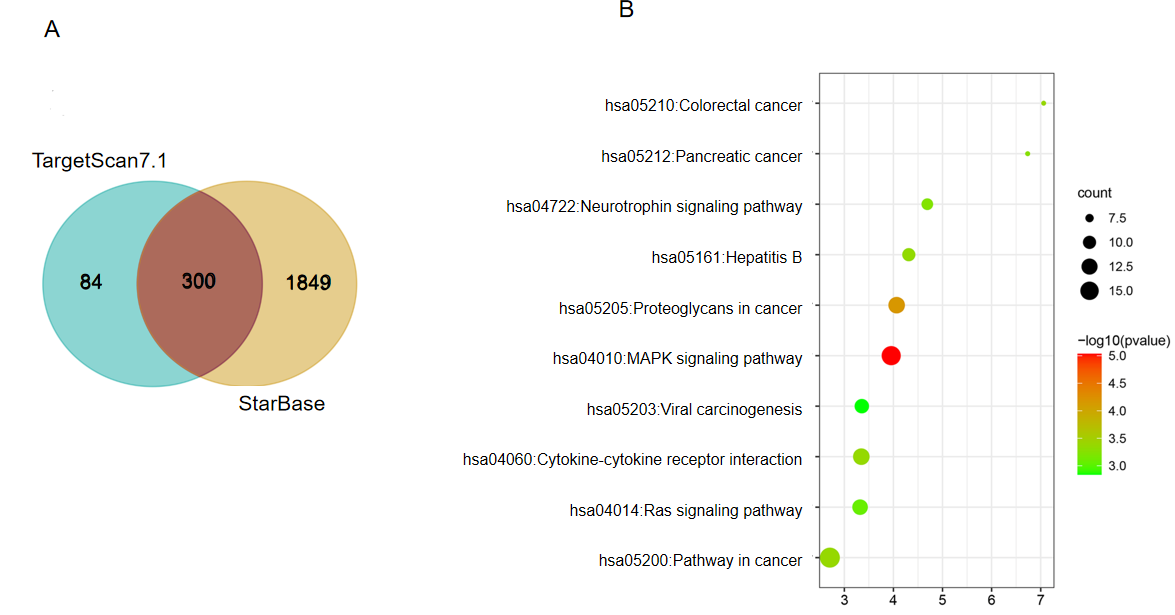 A
B
TargetScan7.1
84
300
1849
StarBase
hsa05210:Colorectal cancer
hsa05212:Pancreatic cancer
hsa04722:Neurotrophin signaling pathway
hsa05161:Hepatitis B
hsa05205:Proteoglycans in cancer
hsa04010:MAPK signaling pathway
hsa05203:Viral carcinogenesis
hsa04060:Cytokine-cytokine receptor interaction
hsa04014:Ras signaling pathway
hsa05200:Pathway in cancer
3 4 5 6 7
count
7.5
10.0
12.5
15.0
−log10(pvalue)
5.0
4.5
4.0
3.5
3.0